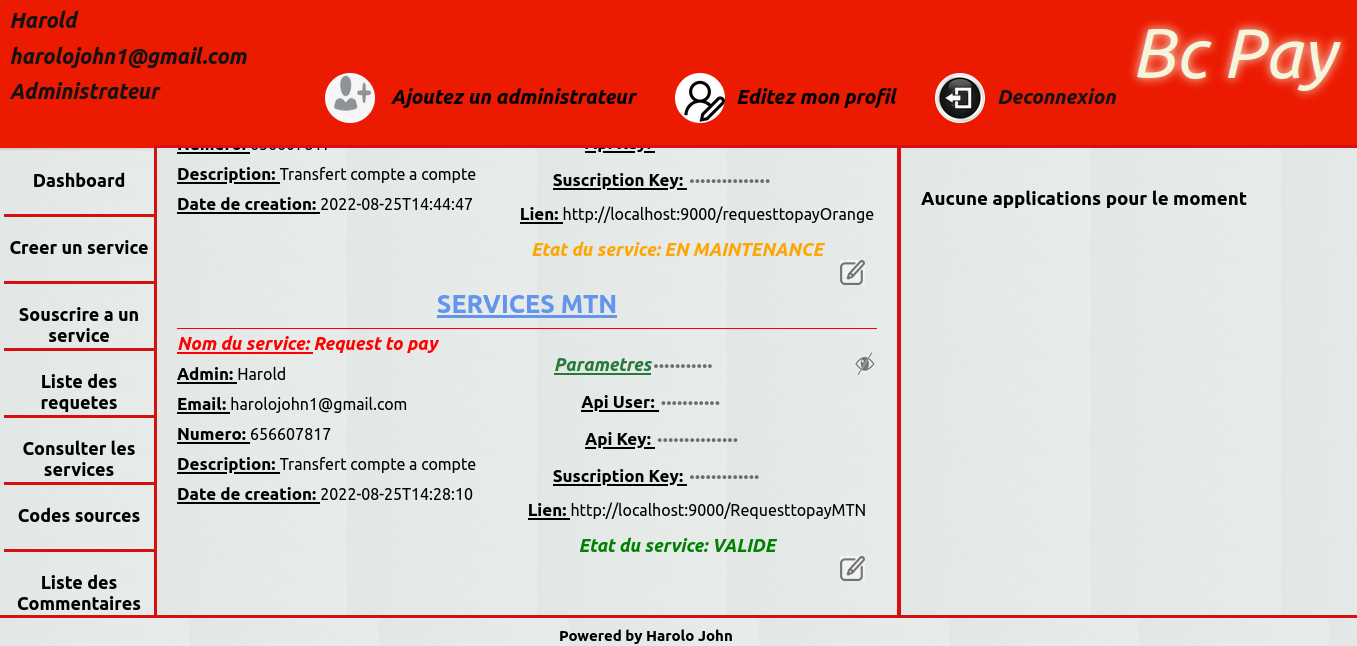 Harold
harolojohn1@gmail.com
Administrateur
Ajoutez un administrateur
Editez mon profil
Deconnexion
Bc Pay
Dashboard
Creer un service
Souscrire a un
service
Liste des
requetes
Consulter les
services
Codes sources
Liste des
Commentaires
Numero: 656607817
Description: Transfert compte a compte
Date de creation: 2022-08-25T14:44:47
Api Key:
Suscription Key: •••••••••••••••
Lien: http://localhost:9000/requesttopayOrange
Etat du service: EN MAINTENANCE
SERVICES MTN
Nom du service: Request to pay
Admin: Harold
Email: harolojohn1@gmail.com
Numero: 656607817
Description: Transfert compte a compte
Date de creation: 2022-08-25T14:28:10
Parametres•••••••••••
Api User: •••••••••••
Api Key: •••••••••••••••
Suscription Key: •••••••••••••
Lien: http://localhost:9000/RequesttopayMTN
Etat du service: VALIDE
Aucune applications pour le moment
Powered by Harolo John